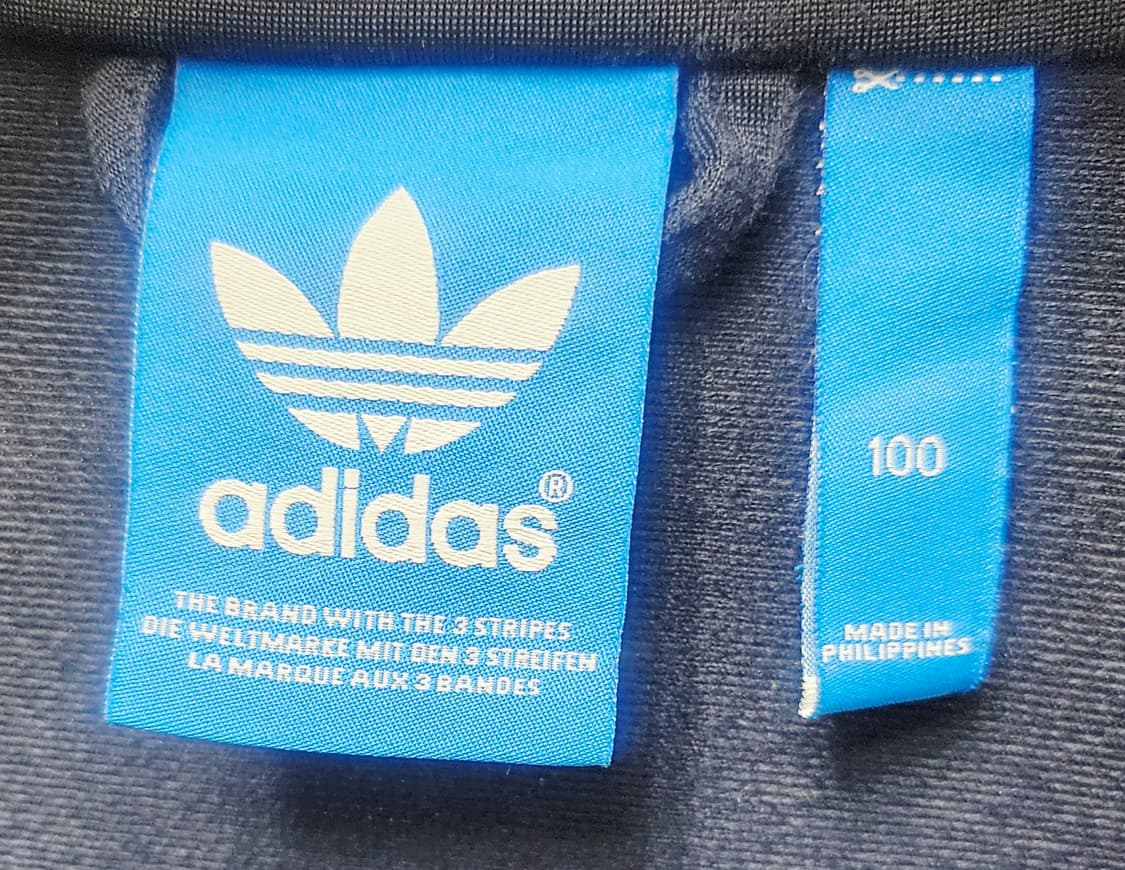 adidas®
THE BRAND WITH THE 3 STRIPES
DIE WELTMARKE MIT DEN 3 STREIFEN
LA MARQUE AUX 3 BANDES
100
MADE IN
PHILIPPINES